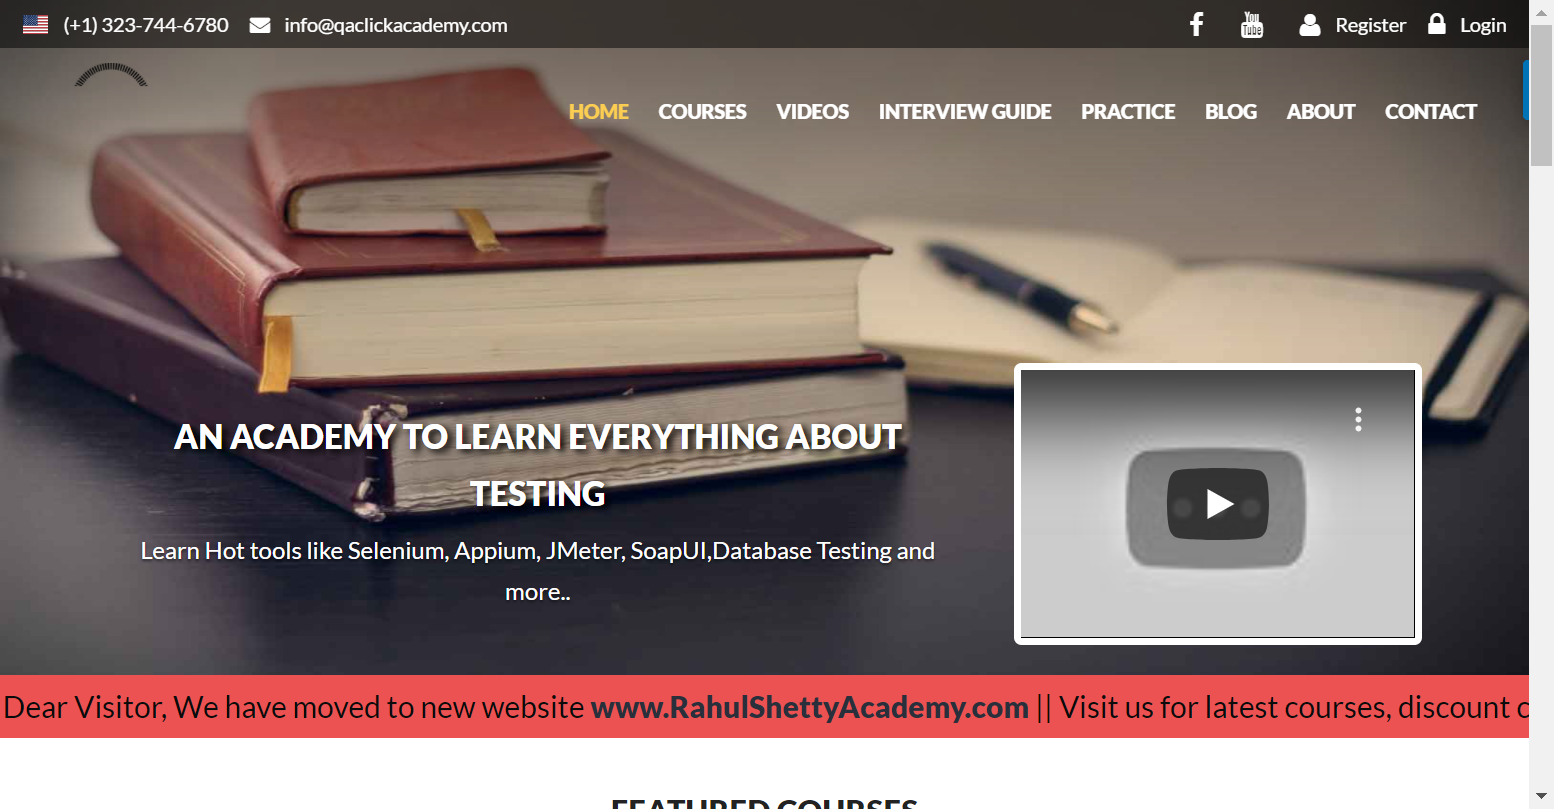 (+1) 323-744-6780 info@qaclickacademy.com You Tube Register Login
HOME COURSES VIDEOS INTERVIEW GUIDE PRACTICE BLOG ABOUT CONTACT
AN ACADEMY TO LEARN EVERYTHING ABOUT
TESTING
Learn Hot tools like Selenium, Appium, JMeter, SoapUI,Database Testing and
more..
Dear Visitor, We have moved to new website www.RahulShettyAcademy.com || Visit us for latest courses, discount
FEATURED COURSES